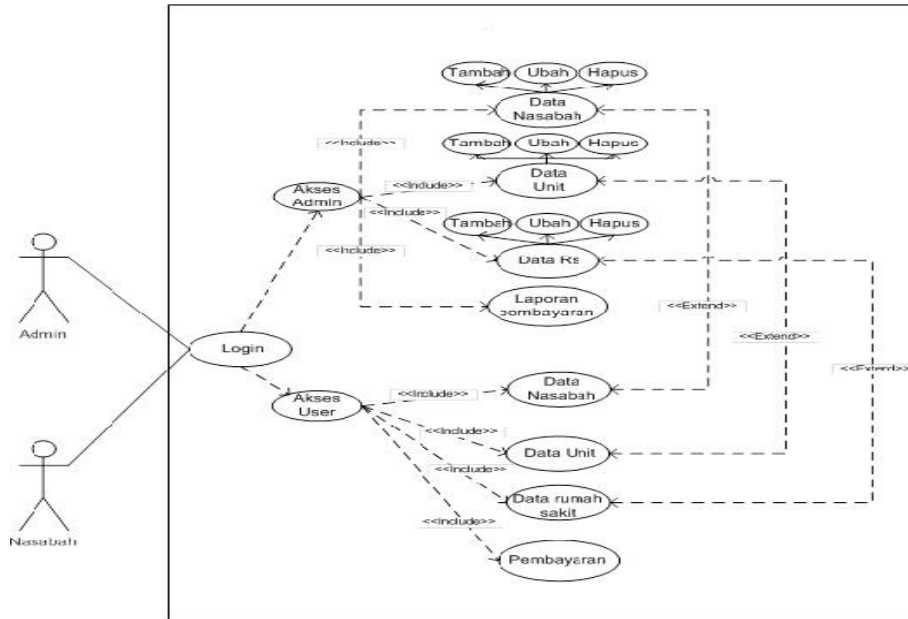 Tambah Ubah Hapus
Data
Nasabah
<<Include>>
Tambah Ubah Hapus
Data
Unit
<<Include>>
Akses
Admin
<<Include>>
Tambah Ubah Hapus
<<Include>>
Data Rs
Laporan
pembayaran
<<Extend>>
Admin
<<Extend>>
Login
<<Extend>>
Data
Nasabah
<<Include>>
Akses
User
<<Include>>
Data Unit
<<Include>>
Data rumah
sakit
<<Include>>
Nasabah
Pembayaran